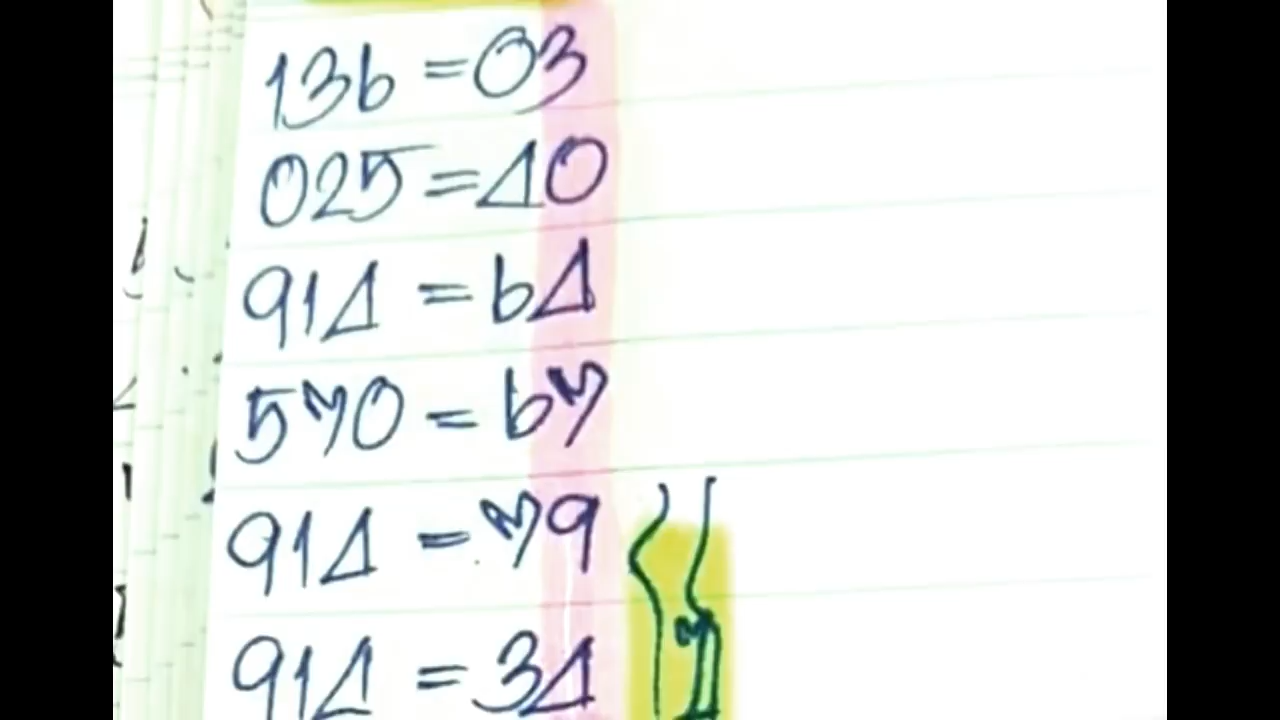 136 = 03
025 = 40
914 = 64
570 = 67
914 = 79
914 = 34